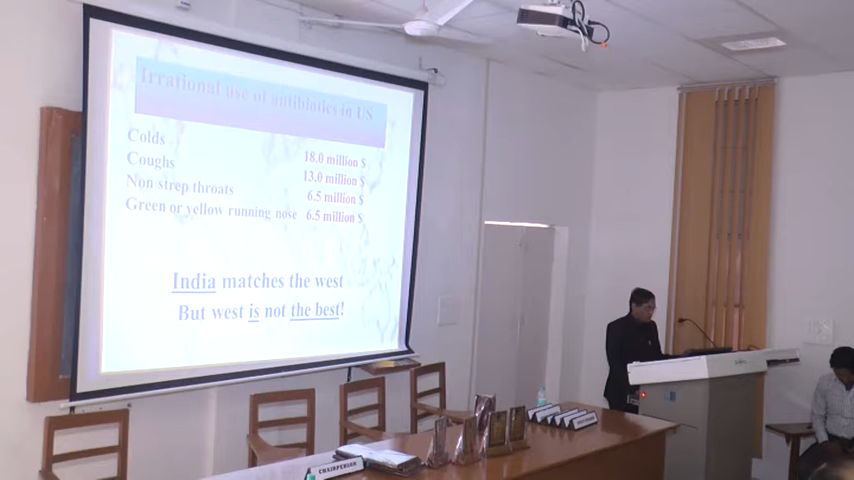 Irrational use of antibiotics in US
Colds 18.0 million $
Coughs 13.0 million $
Non strep throats 6.5 million $
Green or yellow running nose 6.5 million $
India matches the west
But west is not the best!
CHAIRPERSON